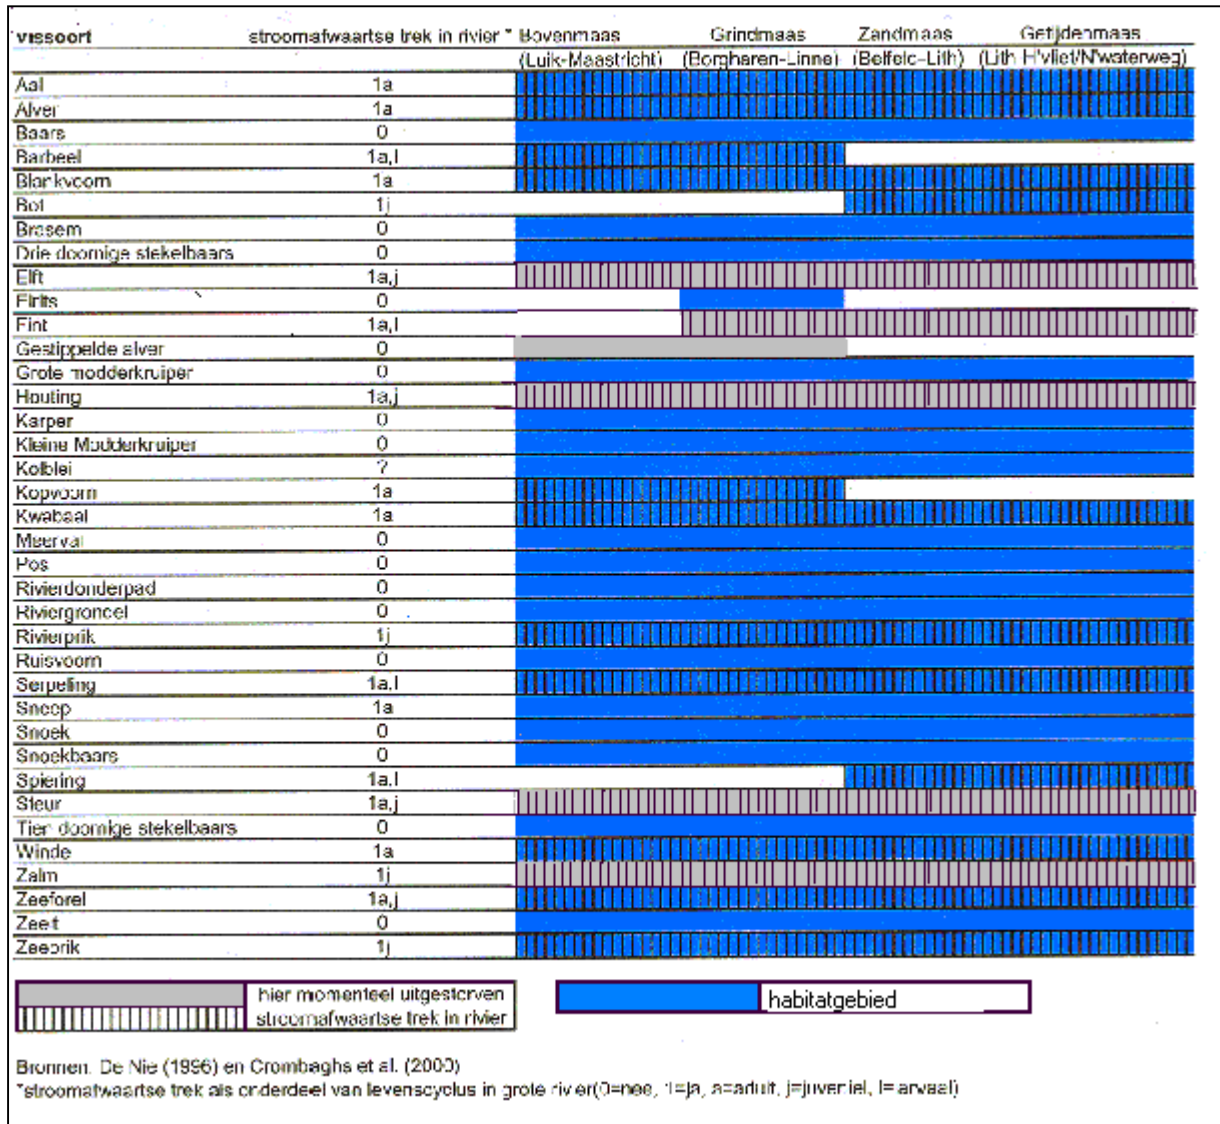 vissoort stroomafwaartse trek in rivier * Bovenmaas Grindmaas Zandmaas Getijdenmaas
(Luik-Maastricht) (Borgharen-Linne) (Belfeld-Lith) (Lith H'vliet/N'waterweg)
Aal 1a
Alver 1a
Baars 0
Barbeel 1a,l
Blankvoorn 1a
Bot 1j
Brasem 0
Drie doornige stekelbaars 0
Elft 1a,j
Elrits 0
Fint 1a,l
Gestippelde alver 0
Grote modderkruiper 0
Houting 1a,j
Karper 0
Kleine Modderkruiper 0
Kolblei ?
Kopvoorn 1a
Kwabaal 1a
Meerval 0
Pos 0
Rivierdonderpad 0
Riviergrondel 0
Rivierprik 1j
Ruisvoorn 0
Serpeling 1a,l
Sneep 1a
Snoek 0
Snoekbaars 0
Spiering 1a,l
Steur 1a,j
Tien doornige stekelbaars 0
Winde 1a
Zalm 1j
Zeeforel 1a,j
Zeelt 0
Zeeprik 1j
hier momenteel uitgestorven
stroomafwaartse trek in rivier
habitatgebied
Bronnen: De Nie (1996) en Crombaghs et al. (2000)
*stroomafwaartse trek als onderdeel van levenscyclus in grote rivier(0=nee, 1=ja, a=adult, j=juveniel, l=larvaal)